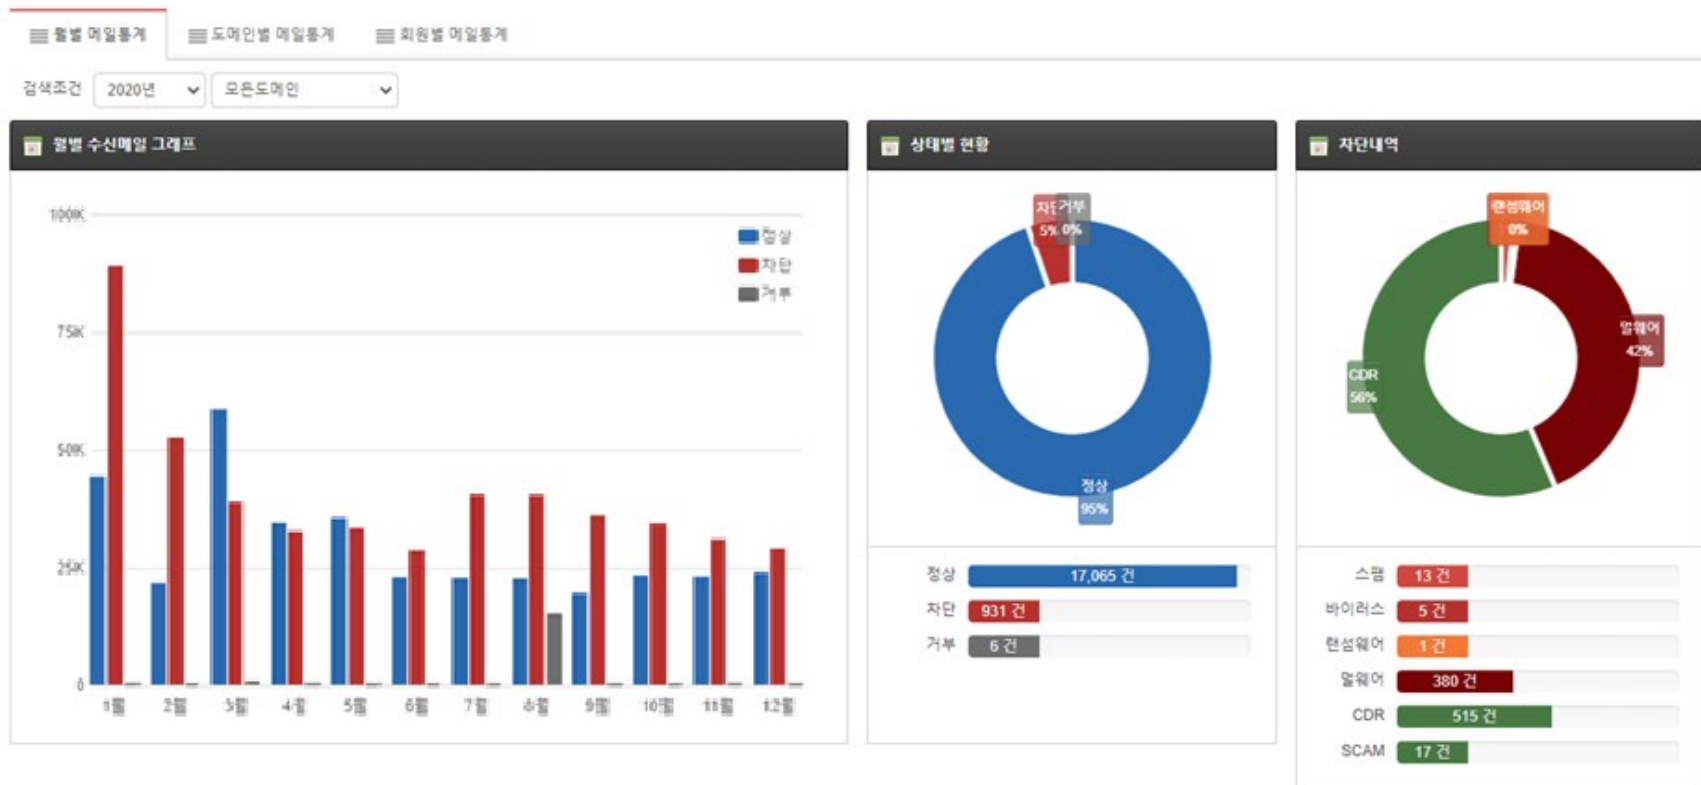 월별 메일통계
도메인별 메일통계
회원별 메일통계
검색조건
2020년
모든도메인
월별 수신메일 그래프
100K
75K
50K
25K
0
정상
차단
거부
1월
2월
3월
4월
5월
6월
7월
8월
9월
10월
11월
12월
상태별 현황
거부
5%
0%
정상
95%
정상
17,065 건
차단
931 건
거부
6 건
차단내역
랜섬웨어
0%
멀웨어
42%
CDR
56%
스팸
13 건
바이러스
5 건
랜섬웨어
1 건
멀웨어
380 건
CDR
515 건
SCAM
17 건